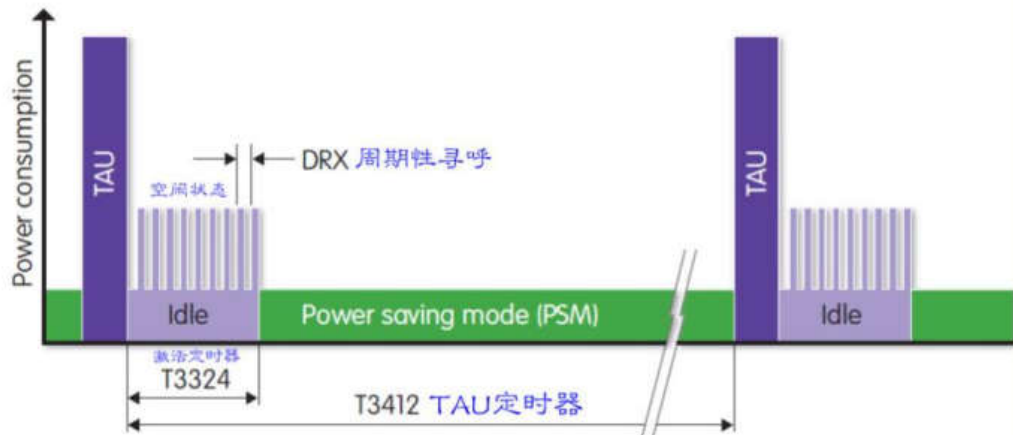 Power consumption
TAU
空闲状态
DRX 周期性寻呼
TAU
Idle
Power saving mode (PSM)
Idle
激活定时器
T3324
T3412 TAU定时器